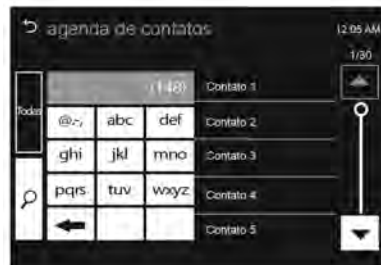 agenda de contatos
12:05 AM
1/30
(148)
Todos
@.-,
abc
def
ghi
jkl
mno
pqrs
tuv
wxyz
Contato 1
Contato 2
Contato 3
Contato 4
Contato 5